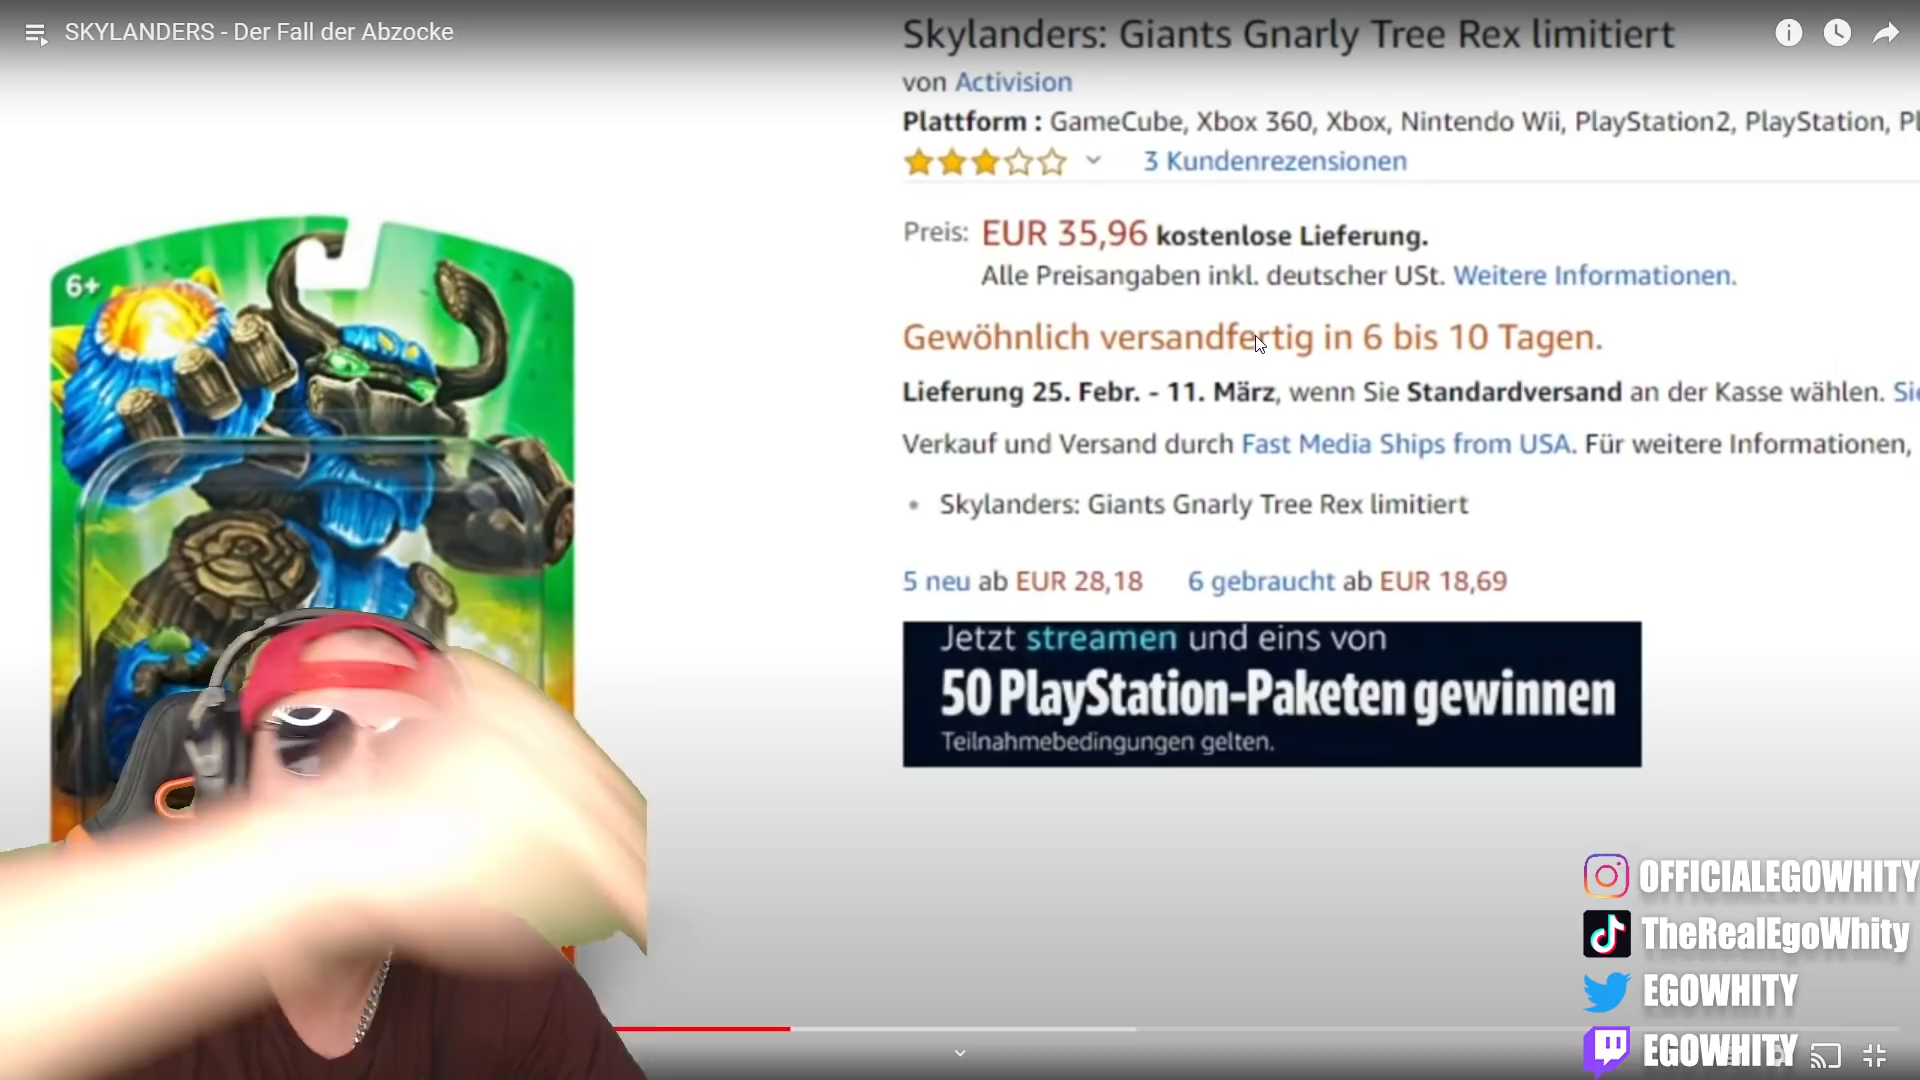 SKYLANDERS - Der Fall der Abzocke
Skylanders: Giants Gnarly Tree Rex limitiert
von Activision
Plattform : GameCube, Xbox 360, Xbox, Nintendo Wii, PlayStation2, PlayStation, Pl
3 Kundenrezensionen
Preis: EUR 35,96 kostenlose Lieferung.
Alle Preisangaben inkl. deutscher USt. Weitere Informationen.
Gewöhnlich versandfertig in 6 bis 10 Tagen.
Lieferung 25. Febr. - 11. März, wenn Sie Standardversand an der Kasse wählen. Sie
Verkauf und Versand durch Fast Media Ships from USA. Für weitere Informationen,
• Skylanders: Giants Gnarly Tree Rex limitiert
5 neu ab EUR 28,18 6 gebraucht ab EUR 18,69
Jetzt streamen und eins von
50 PlayStation-Paketen gewinnen
Teilnahmebedingungen gelten.
6+
OFFICIALEGOWHITY
TheRealEgoWhity
EGOWHITY
EGOWHITY